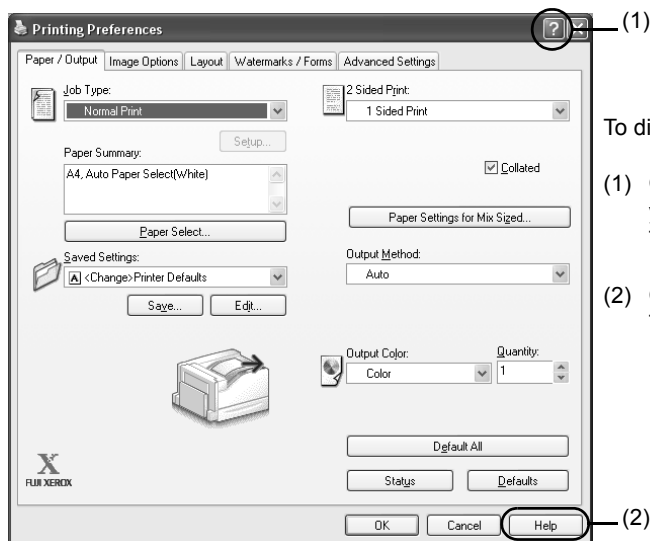 Printing Preferences ?
(1)
Paper / Output Image Options Layout Watermarks / Forms Advanced Settings
Job Type:
Normal Print
2 Sided Print:
1 Sided Print
Setup...
Paper Summary:
A4, Auto Paper Select(White)
Collated
Paper Select...
Paper Settings for Mix Sized...
Saved Settings:
A <Change>Printer Defaults
Output Method:
Auto
Save... Edit...
Output Color:
Color
Quantity:
1
Default All
X
FUJI XEROX
Status Defaults
OK Cancel Help
(2)
To di
(1)
(2)